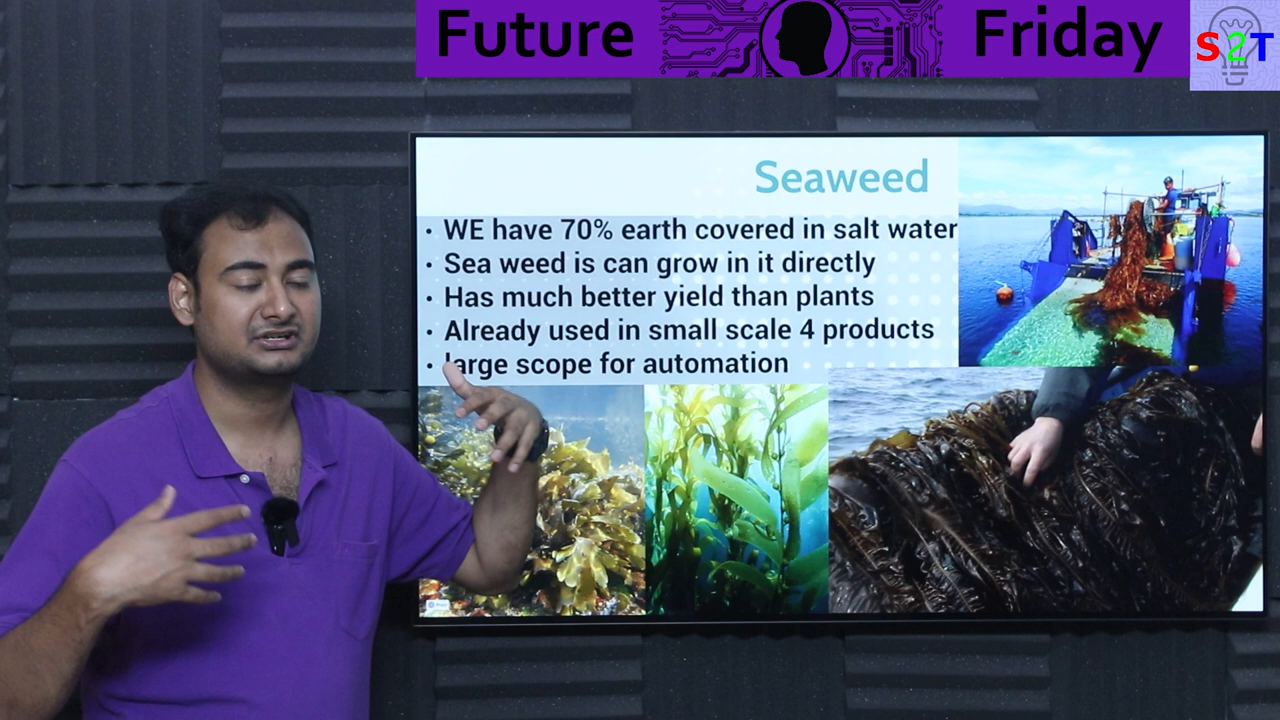 Future Friday
S2T
Seaweed
• WE have 70% earth covered in salt water
• Sea weed is can grow in it directly
• Has much better yield than plants
• Already used in small scale 4 products
• large scope for automation